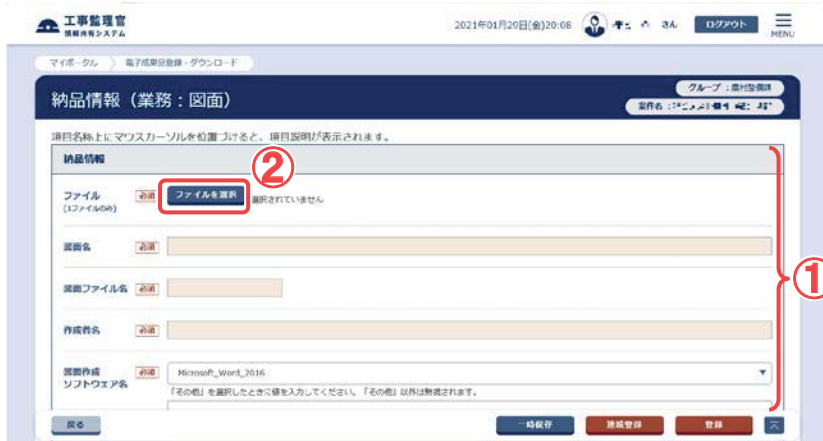 工事監理官
情報共有システム
2021年01月29日(金)20:08
さん
ログアウト
MENU
マイポータル
電子成果品登録・ダウンロード
納品情報（業務：図面）
グループ：農村整備課
案件名：
項目名称上にマウスカーソルを位置づけると、項目説明が表示されます。
納品情報
②
ファイル
(1ファイルのみ)
必須
ファイルを選択
選択されていません
図面名
必須
①
図面ファイル名
必須
作成者名
必須
図面作成
ソフトウェア名
必須
Microsoft_Word_2016
「その他」を選択したときに値を入力してください。「その他」以外は無視されます。
戻る
一時保存
連続登録
登録